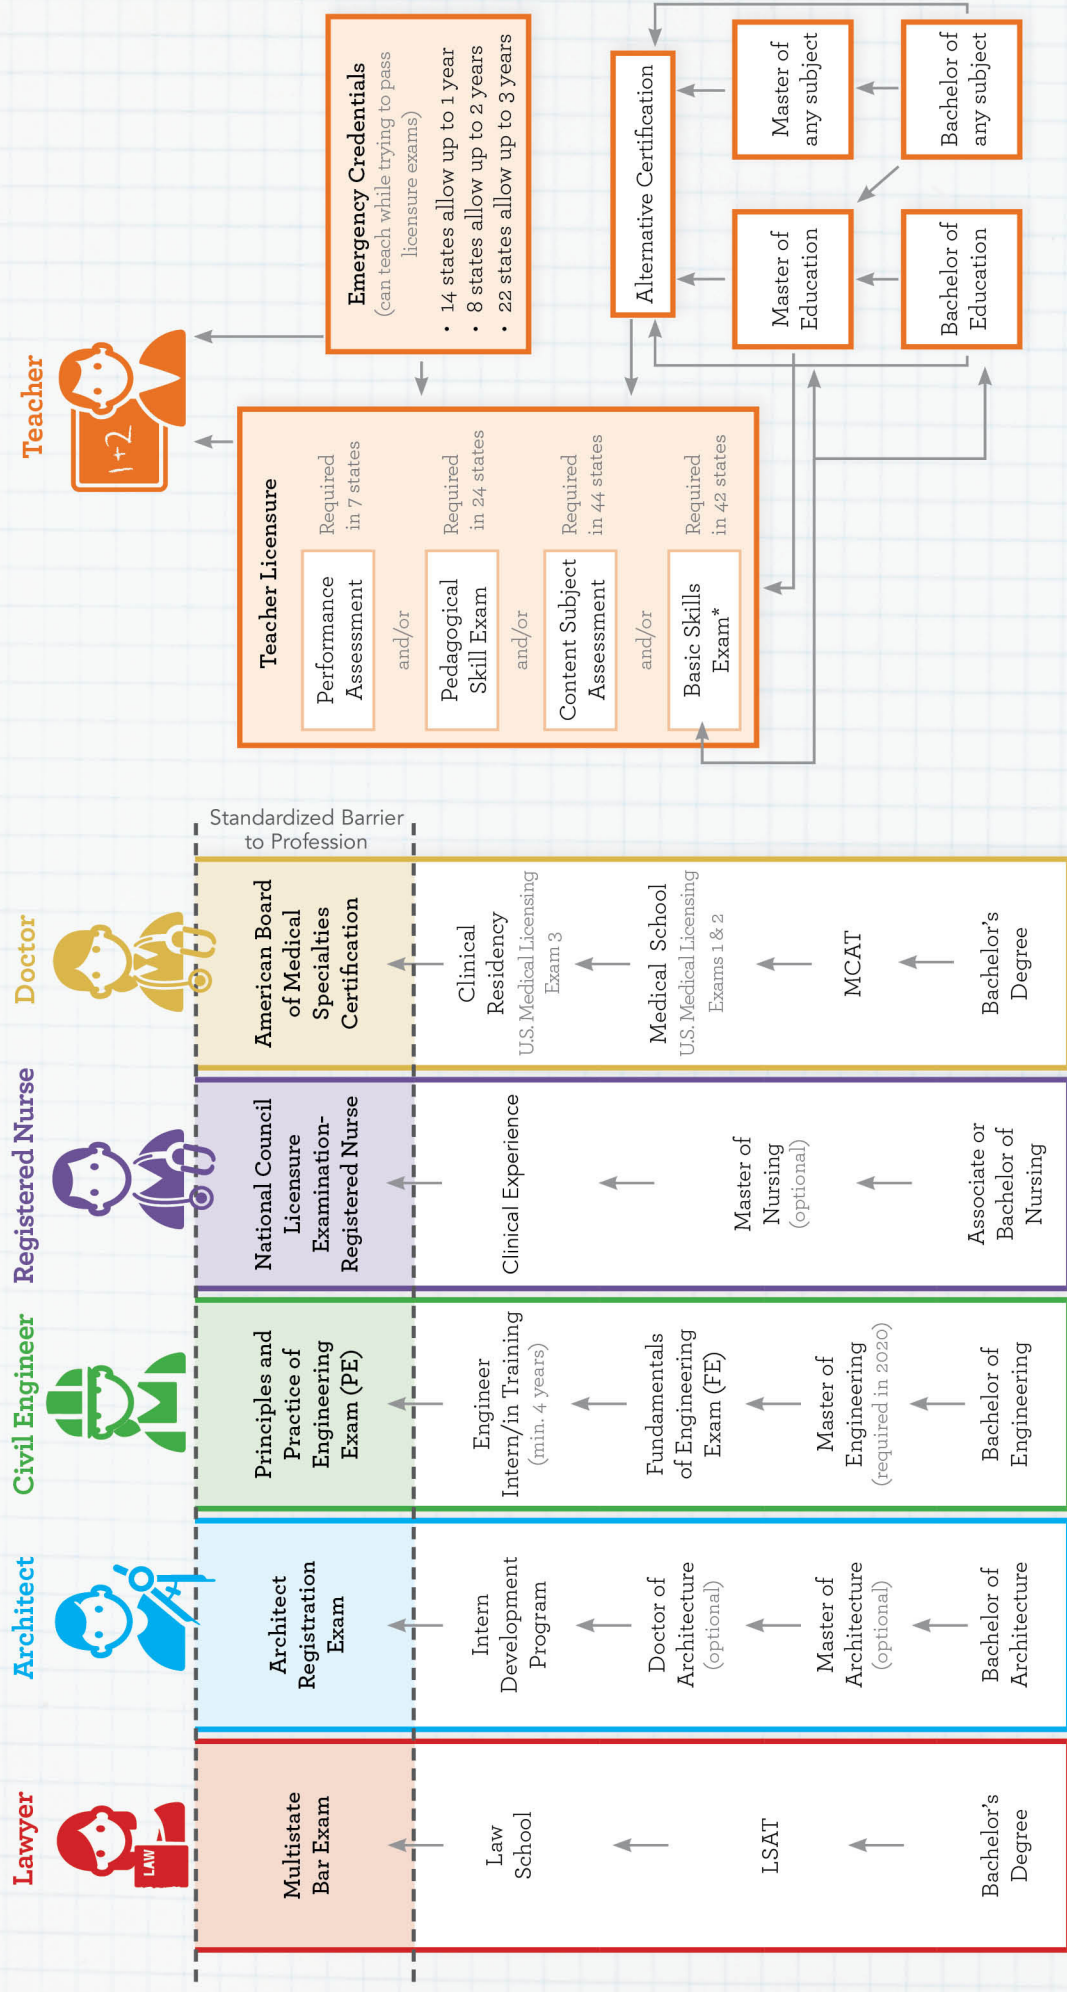 Lawyer
LAW
Multistate
Bar Exam
Law
School
LSAT
Bachelor's
Degree
Architect
Architect
Registration
Exam
Intern
Development
Program
Doctor of
Architecture
(optional)
Master of
Architecture
(optional)
Bachelor of
Architecture
Civil Engineer
Principles and
Practice of
Engineering
Exam (PE)
Engineer
Intern/in Training
(min. 4 years)
Fundamentals
of Engineering
Exam (FE)
Master of
Engineering
(required in 2020)
Bachelor of
Engineering
Registered Nurse
National Council
Licensure
Examination-
Registered Nurse
Clinical Experience
Master of
Nursing
(optional)
Associate or
Bachelor of
Nursing
Doctor
American Board
of Medical
Specialties
Certification
Clinical
Residency
U.S. Medical Licensing
Exam 3
Medical School
U.S. Medical Licensing
Exams 1 & 2
MCAT
Bachelor's
Degree
Standardized Barrier
to Profession
Teacher
1+2
Teacher Licensure
Performance
Assessment
Required
in 7 states
and/or
Pedagogical
Skill Exam
Required
in 24 states
and/or
Content Subject
Assessment
Required
in 44 states
and/or
Basic Skills
Exam*
Required
in 42 states
Emergency Credentials
(can teach while trying to pass
licensure exams)
• 14 states allow up to 1 year
• 8 states allow up to 2 years
• 22 states allow up to 3 years
Alternative Certification
Master of
Education
Master of
any subject
Bachelor of
Education
Bachelor of
any subject